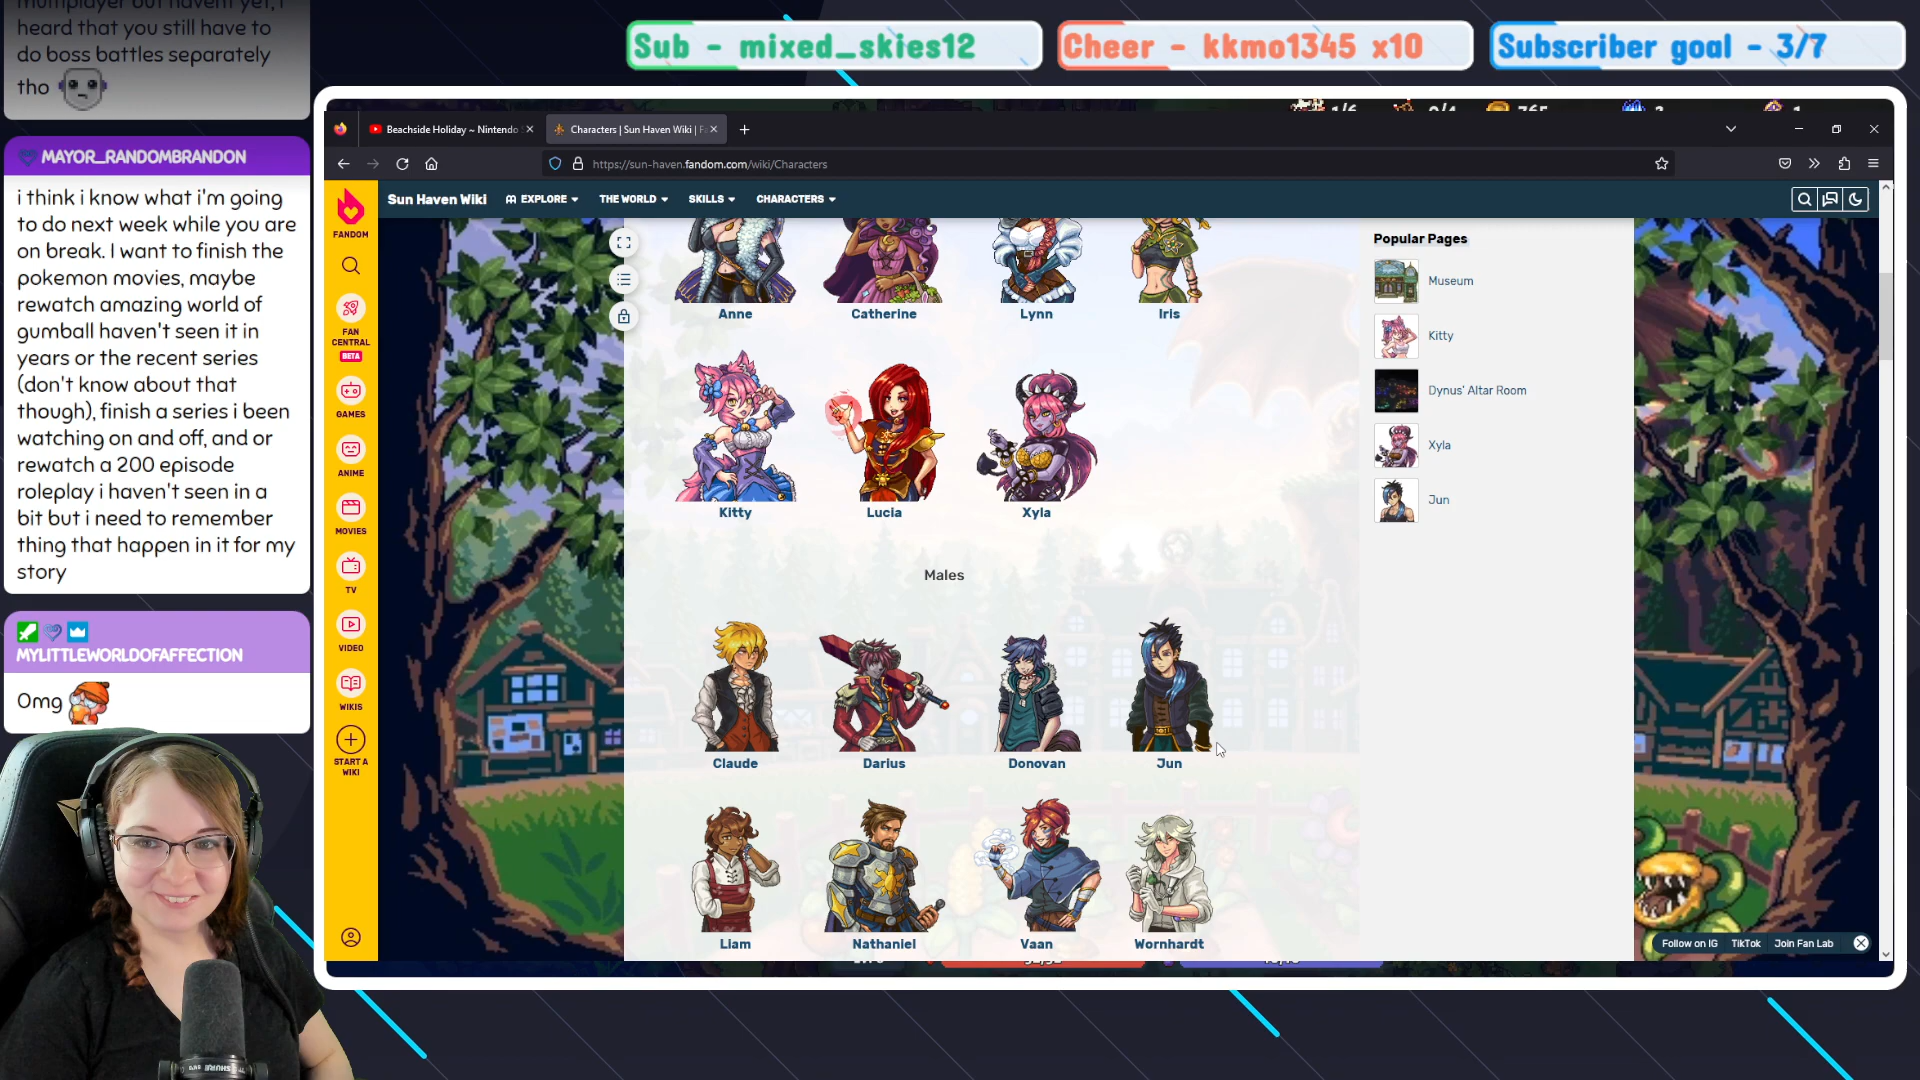 multiplayer but haven't yet, i
heard that you still have to
do boss battles separately
tho
MAYOR_RANDOMBRANDON
i think i know what i'm going
to do next week while you are
on break. I want to finish the
pokemon movies, maybe
rewatch amazing world of
gumball haven't seen it in
years or the recent series
(don't know about that
though), finish a series i been
watching on and off, and or
rewatch a 200 episode
roleplay i haven't seen in a
bit but i need to remember
thing that happen in it for my
story
MYLITTLEWORLDOFAFFECTION
Omg
Sub - mixed_skies12
Cheer - kkmo1345 x10
Subscriber goal - 3/7
Beachside Holiday ~ Nintendo
Characters | Sun Haven Wiki | F
https://sun-haven.fandom.com/wiki/Characters
FANDOM
FAN CENTRAL
BETA
GAMES
ANIME
MOVIES
TV
VIDEO
WIKIS
START A WIKI
Sun Haven Wiki
EXPLORE
THE WORLD
SKILLS
CHARACTERS
Anne
Catherine
Lynn
Iris
Kitty
Lucia
Xyla
Males
Claude
Darius
Donovan
Jun
Liam
Nathaniel
Vaan
Wornhardt
Popular Pages
Museum
Kitty
Dynus' Altar Room
Xyla
Jun
Follow on IG
TikTok
Join Fan Lab
SHURE